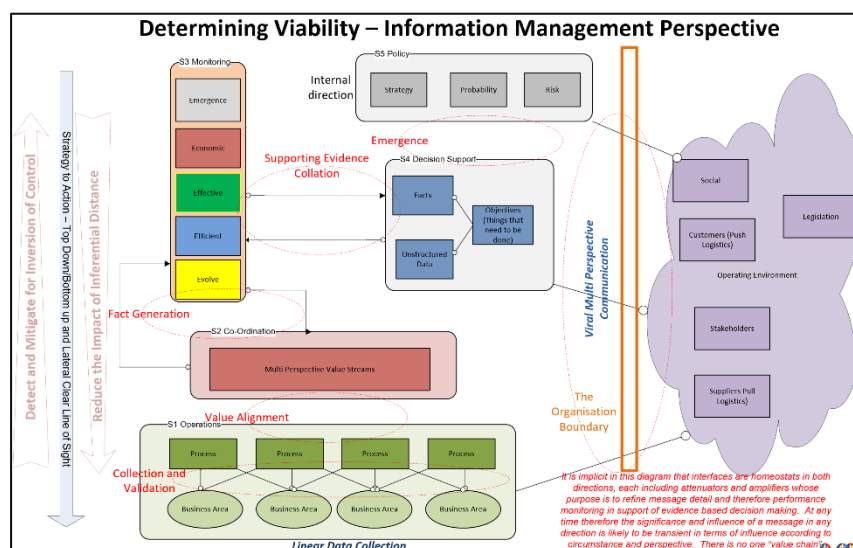 Determining Viability – Information Management Perspective
S3 Monitoring
Emergence
Economic
Effective
Efficient
Evolve
S5 Policy
Internal
direction
Strategy
Probability
Risk
Emergence
Supporting Evidence
Collation
S4 Decision Support
Facts
Unstructured
Data
Objectives
(Things that
need to be
done)
Fact Generation
S2 Co-Ordination
Multi Perspective Value Streams
Value Alignment
S1 Operations
Process
Process
Process
Process
Collection and
Validation
Business Area
Business Area
Business Area
Business Area
Linear Data Collection
Detect and Mitigate for Inversion of Control
Strategy to Action – Top Down/Bottom up and Lateral Clear Line of Sight
Reduce the Impact of Inferential Distance
Viral Multi Perspective
Communication
The
Organisation
Boundary
Social
Customers (Push
Logistics)
Legislation
Operating Environment
Stakeholders
Suppliers Pull
Logistics)
It is implicit in this diagram that interfaces are homeostats in both
directions, each including attenuators and amplifiers whose
purpose is to refine message detail and therefore performance
monitoring in support of evidence based decision making. At any
time therefore the significance and influence of a message in any
direction is likely to be transient in terms of influence according to
circumstance and perspective. There is no one “value chain”